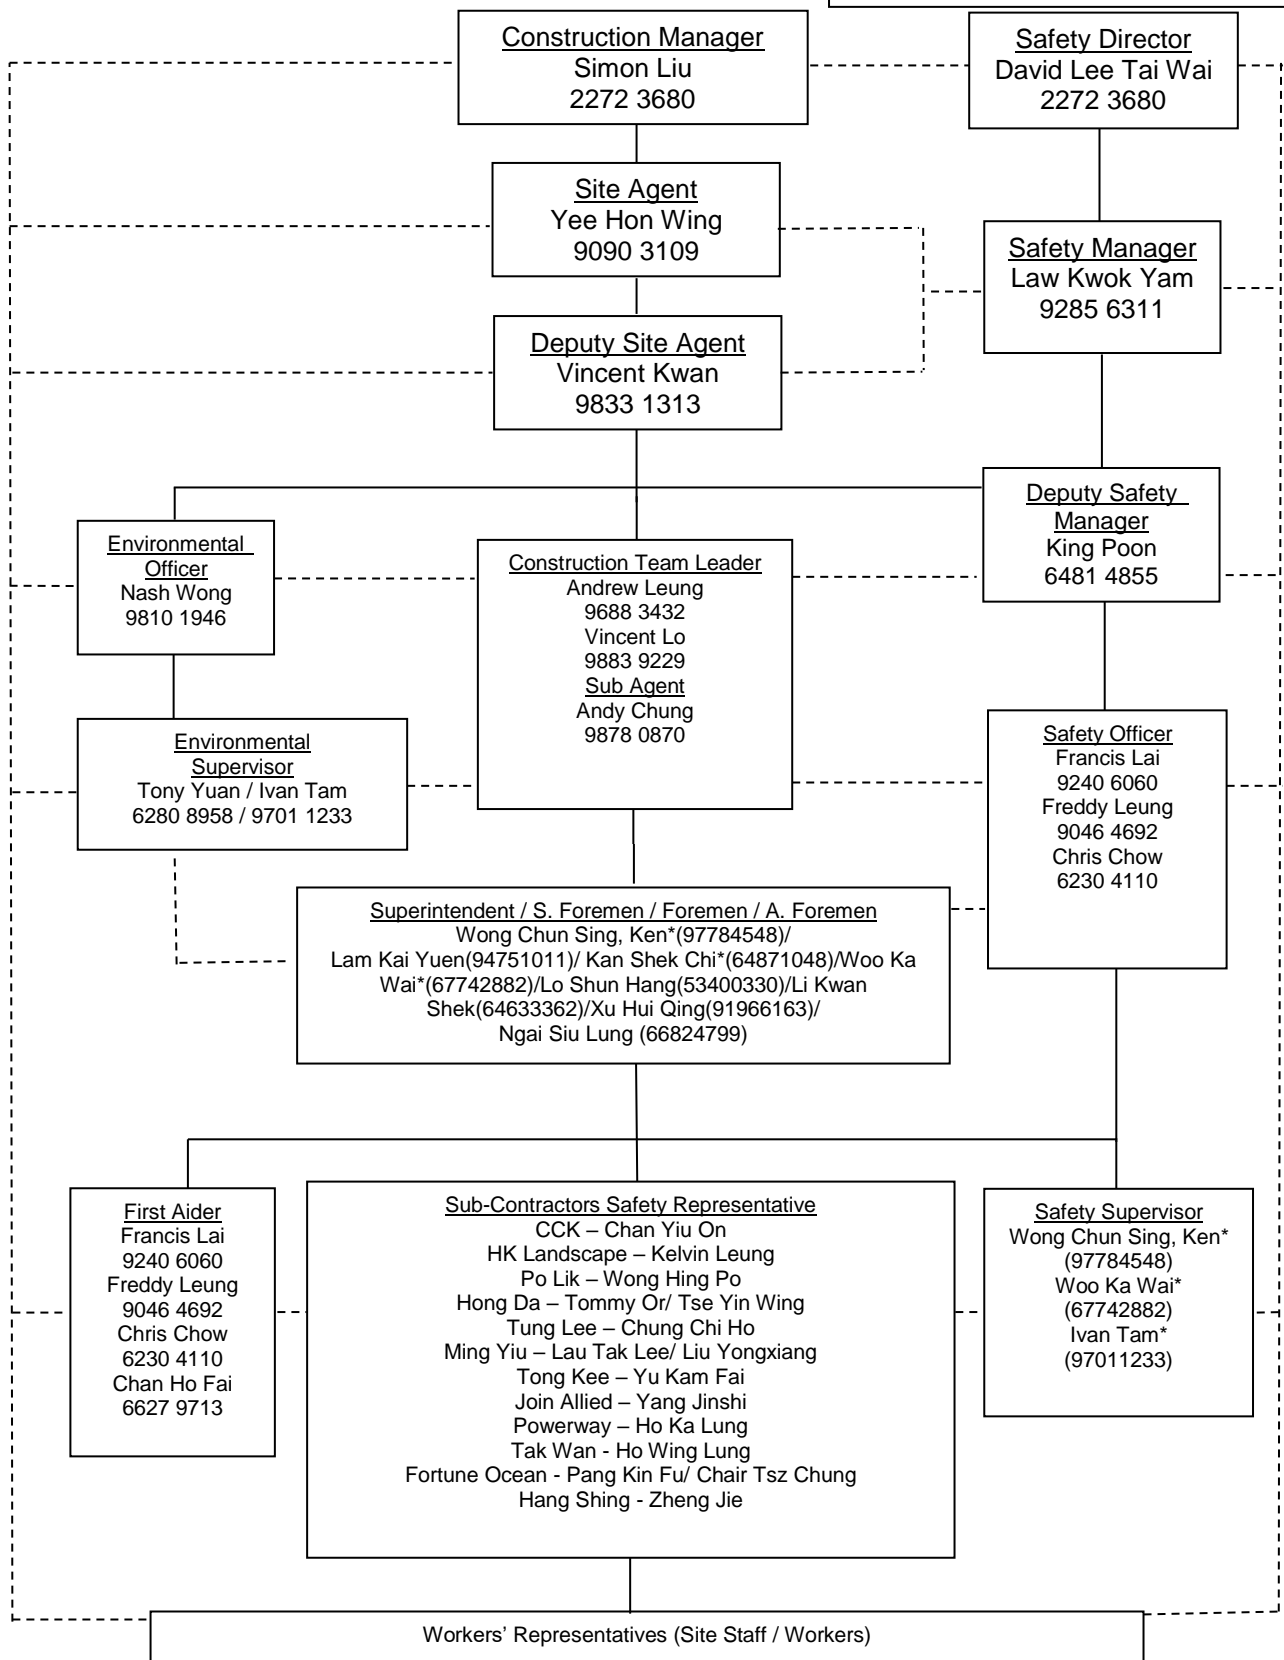 Construction Manager
Simon Liu
2272 3680
Safety Director
David Lee Tai Wai
2272 3680
Site Agent
Yee Hon Wing
9090 3109
Safety Manager
Law Kwok Yam
9285 6311
Deputy Site Agent
Vincent Kwan
9833 1313
Deputy Safety
Manager
King Poon
6481 4855
Environmental
Officer
Nash Wong
9810 1946
Construction Team Leader
Andrew Leung
9688 3432
Vincent Lo
9883 9229
Sub Agent
Andy Chung
9878 0870
Environmental
Supervisor
Tony Yuan / Ivan Tam
6280 8958 / 9701 1233
Safety Officer
Francis Lai
9240 6060
Freddy Leung
9046 4692
Chris Chow
6230 4110
Superintendent / S. Foremen / Foremen / A. Foremen
Wong Chun Sing, Ken*(97784548)/
Lam Kai Yuen(94751011)/ Kan Shek Chi*(64871048)/Woo Ka
Wai*(67742882)/Lo Shun Hang(53400330)/Li Kwan
Shek(64633362)/Xu Hui Qing(91966163)/
Ngai Siu Lung (66824799)
First Aider
Francis Lai
9240 6060
Freddy Leung
9046 4692
Chris Chow
6230 4110
Chan Ho Fai
6627 9713
Sub-Contractors Safety Representative
CCK – Chan Yiu On
HK Landscape – Kelvin Leung
Po Lik – Wong Hing Po
Hong Da – Tommy Or/ Tse Yin Wing
Tung Lee – Chung Chi Ho
Ming Yiu – Lau Tak Lee/ Liu Yongxiang
Tong Kee – Yu Kam Fai
Join Allied – Yang Jinshi
Powerway – Ho Ka Lung
Tak Wan - Ho Wing Lung
Fortune Ocean - Pang Kin Fu/ Chair Tsz Chung
Hang Shing - Zheng Jie
Safety Supervisor
Wong Chun Sing, Ken*
(97784548)
Woo Ka Wai*
(67742882)
Ivan Tam*
(97011233)
Workers’ Representatives (Site Staff / Workers)